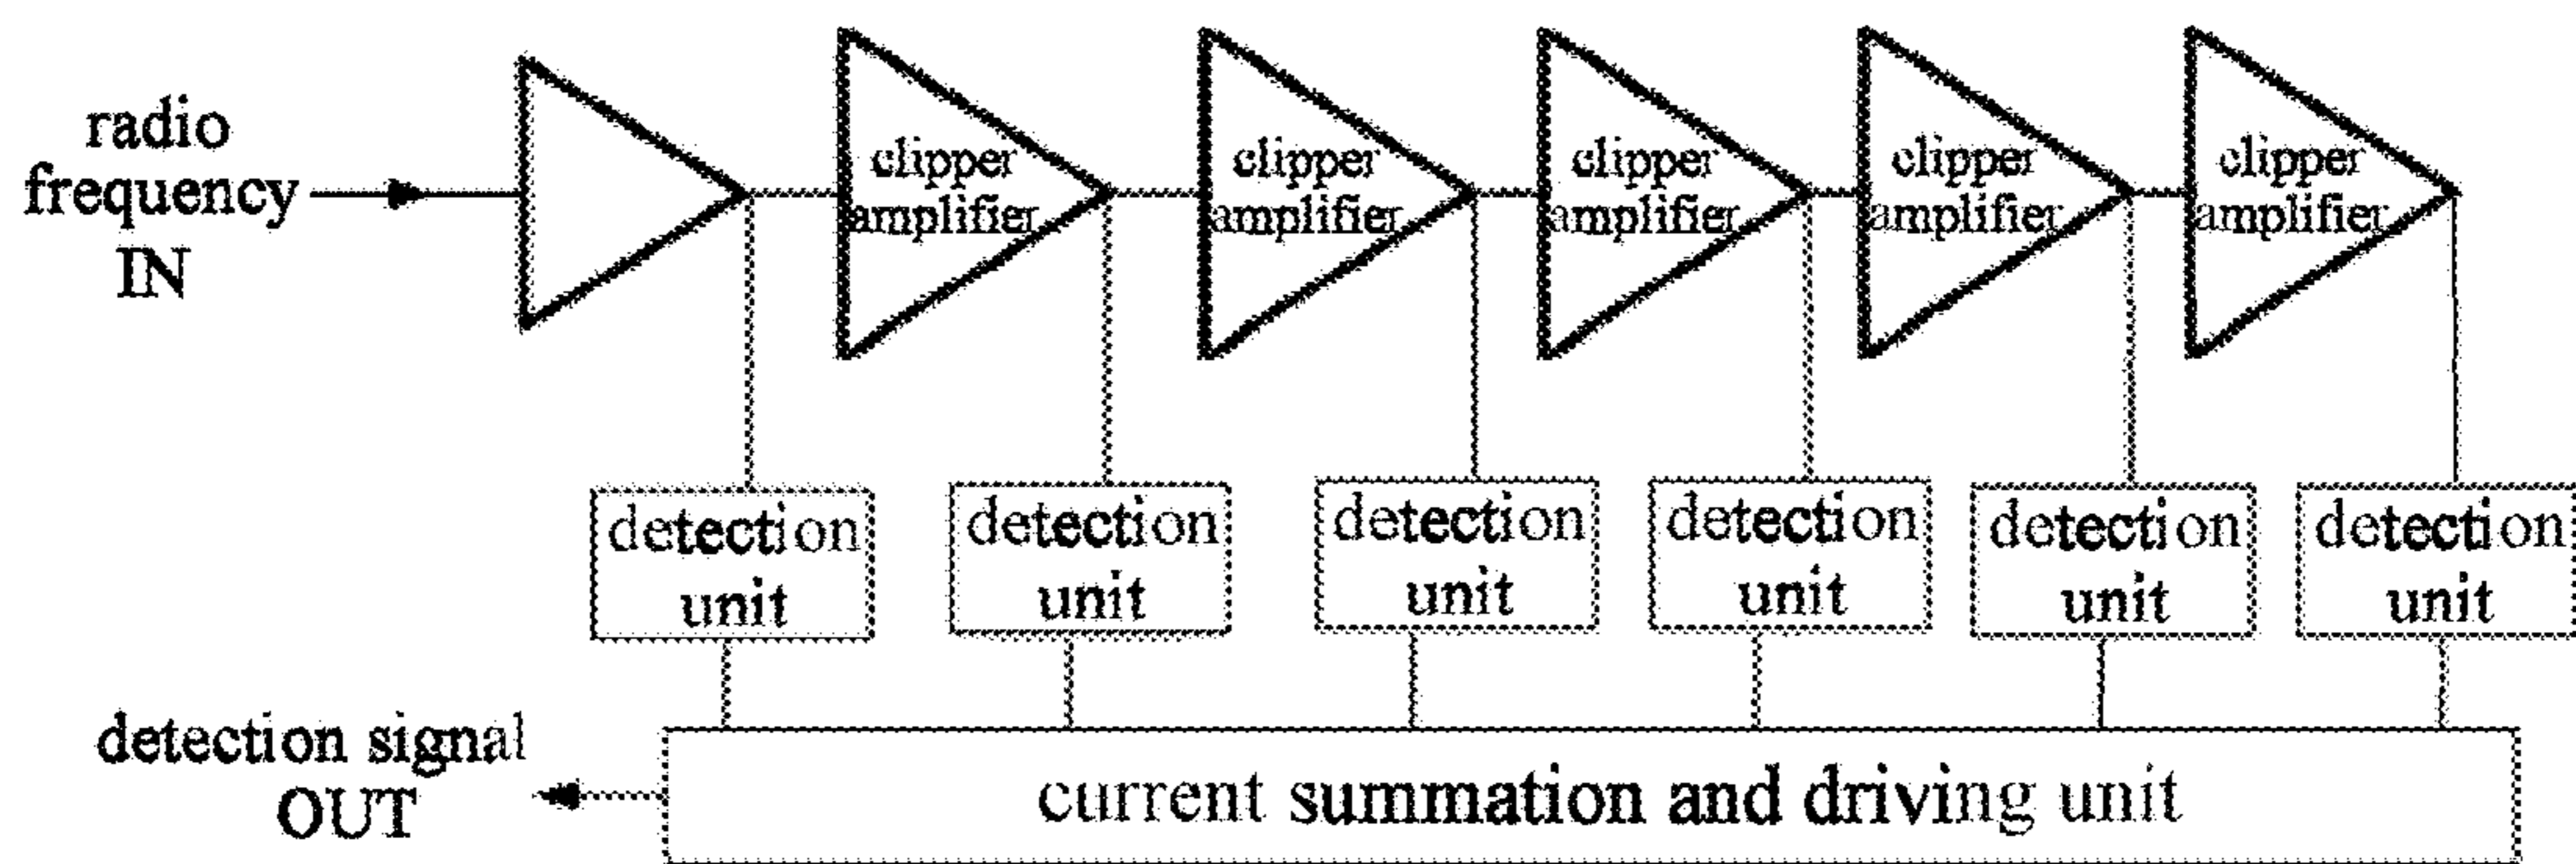 radio
frequency
IN
clipper
amplifier
clipper
amplifier
clipper
amplifier
clipper
amplifier
clipper
amplifier
detection
unit
detection
unit
detection
unit
detection
unit
detection
unit
detection
unit
detection signal
OUT
current summation and driving unit